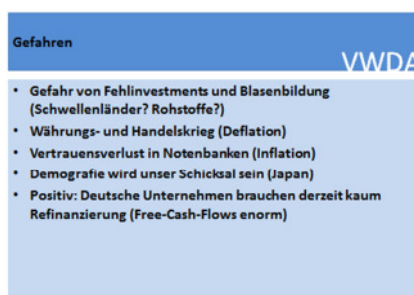 Gefahren
VWDA
• Gefahr von Fehlinvestments und Blasenbildung
(Schwellenländer? Rohstoffe?)
• Währungs- und Handelskrieg (Deflation)
• Vertrauensverlust in Notenbanken (Inflation)
• Demografie wird unser Schicksal sein (Japan)
• Positiv: Deutsche Unternehmen brauchen derzeit kaum
Refinanzierung (Free-Cash-Flows enorm)